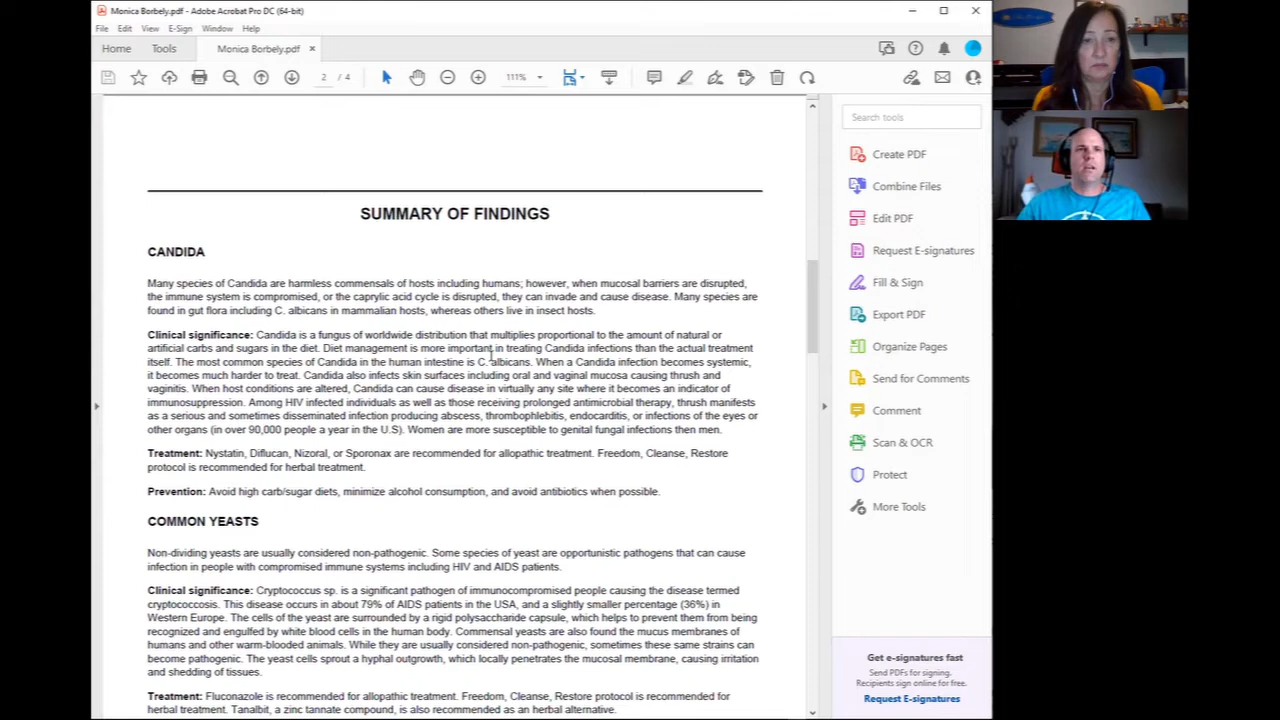 Monica Borbely.pdf - Adobe Acrobat Pro DC (64-bit)
File Edit View E-Sign Window Help
Home Tools Monica Borbely.pdf ×
2 / 4 111%
SUMMARY OF FINDINGS
CANDIDA
Many species of Candida are harmless commensals of hosts including humans; however, when mucosal barriers are disrupted,
the immune system is compromised, or the caprylic acid cycle is disrupted, they can invade and cause disease. Many species are
found in gut flora including C. albicans in mammalian hosts, whereas others live in insect hosts.
Clinical significance: Candida is a fungus of worldwide distribution that multiplies proportional to the amount of natural or
artificial carbs and sugars in the diet. Diet management is more important in treating Candida infections than the actual treatment
itself. The most common species of Candida in the human intestine is C. albicans. When a Candida infection becomes systemic,
it becomes much harder to treat. Candida also infects skin surfaces including oral and vaginal mucosa causing thrush and
vaginitis. When host conditions are altered, Candida can cause disease in virtually any site where it becomes an indicator of
immunosuppression. Among HIV infected individuals as well as those receiving prolonged antimicrobial therapy, thrush manifests
as a serious and sometimes disseminated infection producing abscess, thrombophlebitis, endocarditis, or infections of the eyes or
other organs (in over 90,000 people a year in the U.S). Women are more susceptible to genital fungal infections then men.
Treatment: Nystatin, Diflucan, Nizoral, or Sporonax are recommended for allopathic treatment. Freedom, Cleanse, Restore
protocol is recommended for herbal treatment.
Prevention: Avoid high carb/sugar diets, minimize alcohol consumption, and avoid antibiotics when possible.
COMMON YEASTS
Non-dividing yeasts are usually considered non-pathogenic. Some species of yeast are opportunistic pathogens that can cause
infection in people with compromised immune systems including HIV and AIDS patients.
Clinical significance: Cryptococcus sp. is a significant pathogen of immunocompromised people causing the disease termed
cryptococcosis. This disease occurs in about 79% of AIDS patients in the USA, and a slightly smaller percentage (36%) in
Western Europe. The cells of the yeast are surrounded by a rigid polysaccharide capsule, which helps to prevent them from being
recognized and engulfed by white blood cells in the human body. Commensal yeasts are also found the mucus membranes of
humans and other warm-blooded animals. While they are usually considered non-pathogenic, sometimes these same strains can
become pathogenic. The yeast cells sprout a hyphal outgrowth, which locally penetrates the mucosal membrane, causing irritation
and shedding of tissues.
Treatment: Fluconazole is recommended for allopathic treatment. Freedom, Cleanse, Restore protocol is recommended for
herbal treatment. Tanalbit, a zinc tannate compound, is also recommended as an herbal alternative.
Search tools
Create PDF
Combine Files
Edit PDF
Request E-signatures
Fill & Sign
Export PDF
Organize Pages
Send for Comments
Comment
Scan & OCR
Protect
More Tools
Get e-signatures fast
Send PDFs for signing.
Recipients sign online for free.
Request E-signatures